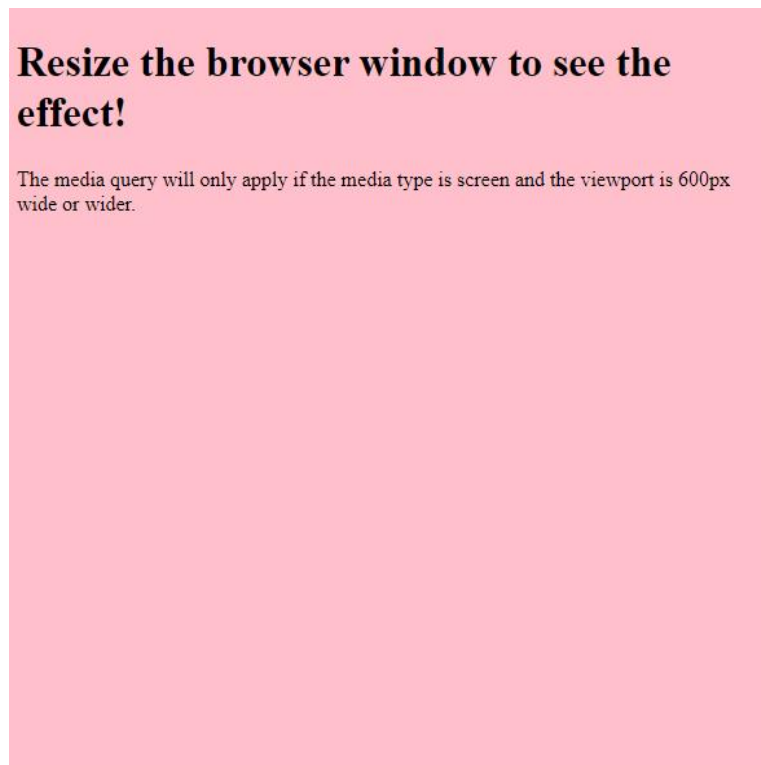 Resize the browser window to see the
effect!
The media query will only apply if the media type is screen and the viewport is 600px
wide or wider.